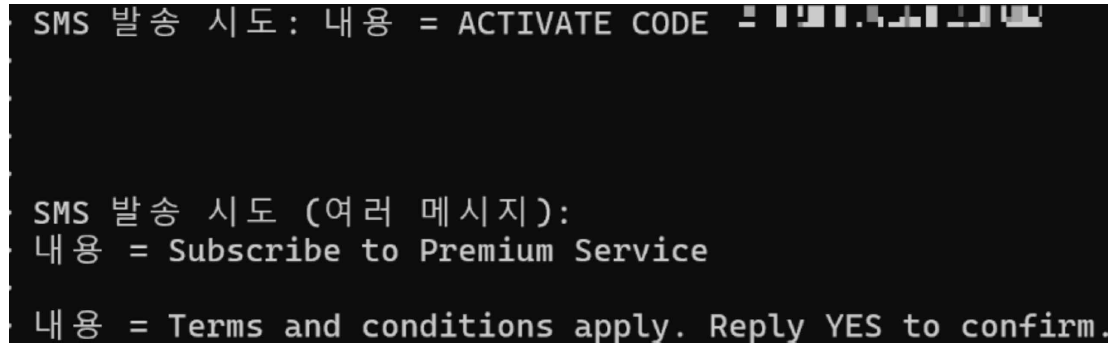 SMS 발송 시도: 내용 = ACTIVATE CODE
SMS 발송 시도 (여러 메시지):
내용 = Subscribe to Premium Service
내용 = Terms and conditions apply. Reply YES to confirm.